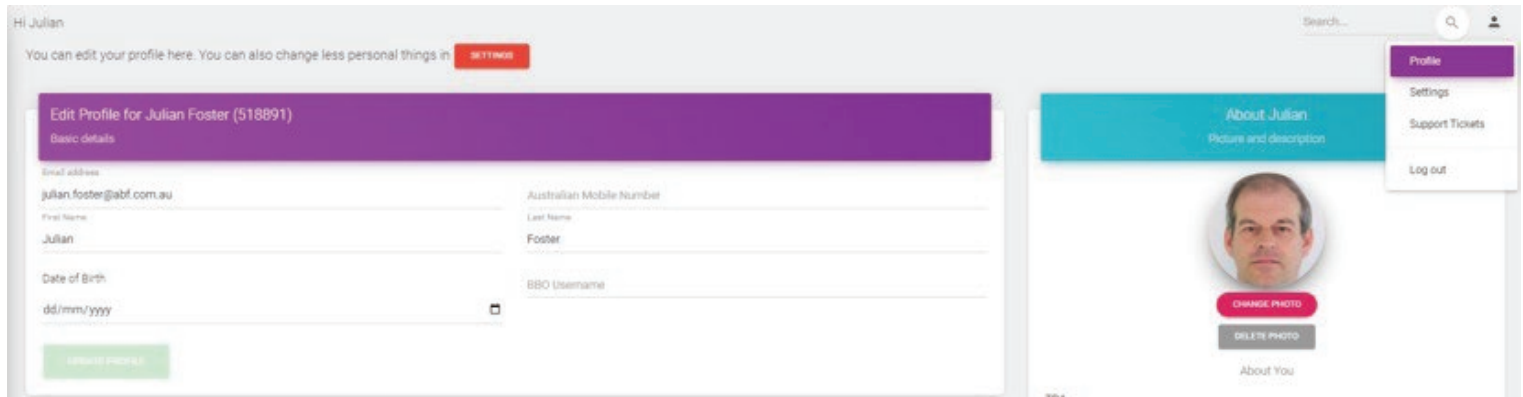 Hi Julian
Search...
You can edit your profile here. You can also change less personal things in SETTINGS
Profile
Settings
Support Tickets
Log out
Edit Profile for Julian Foster (518891)
Basic details
Email address
julian.foster@abf.com.au
Australian Mobile Number
First Name
Julian
Last Name
Foster
Date of Birth
dd/mm/yyyy
BBO Username
UPDATE PROFILE
About Julian
Picture and description
CHANGE PHOTO
DELETE PHOTO
About You